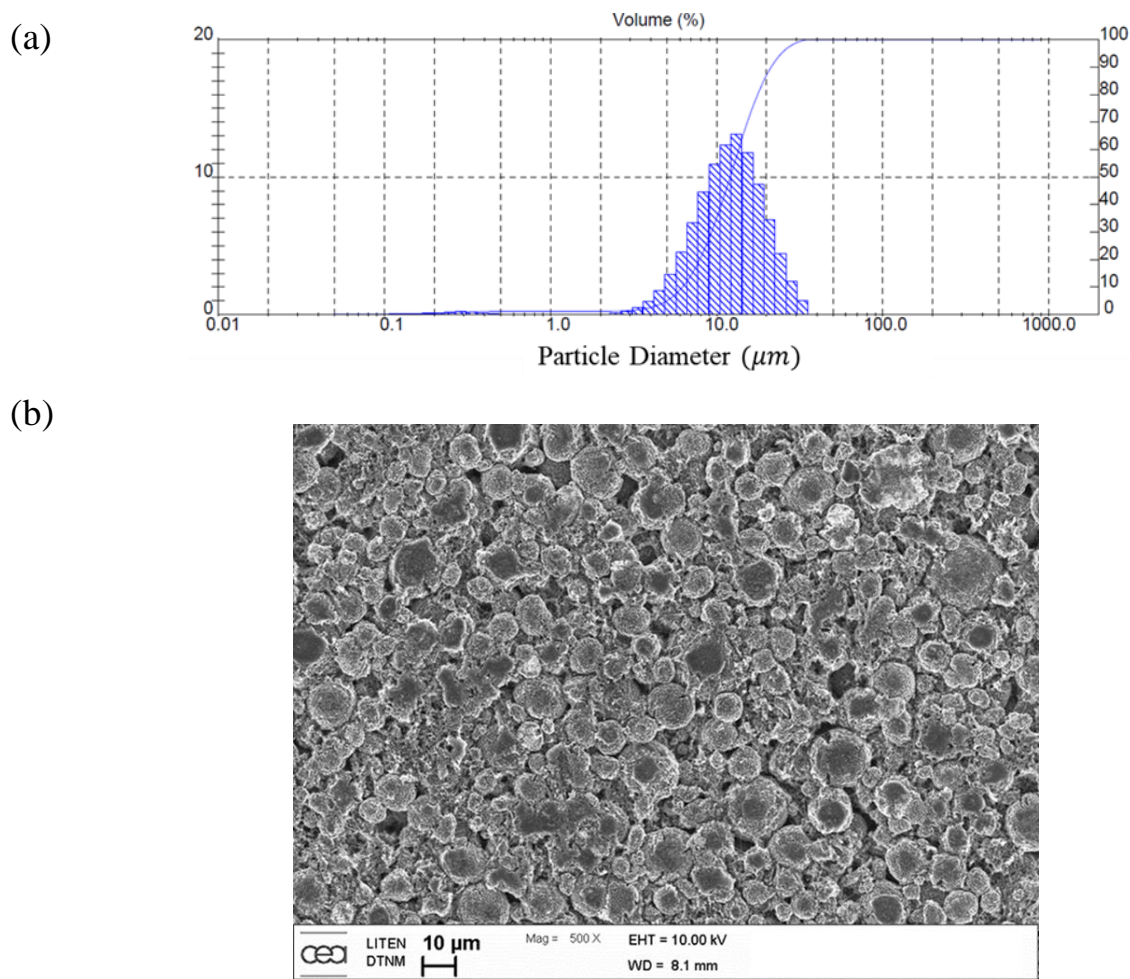 (a)
Volume (%)
20
10
0
100
90
80
70
60
50
40
30
20
10
0
0.01 0.1 1.0 10.0 100.0 1000.0
Particle Diameter (μm)
(b)
cea
LITEN
DTNM
10 μm
Mag = 500 X
EHT = 10.00 kV
WD = 8.1 mm